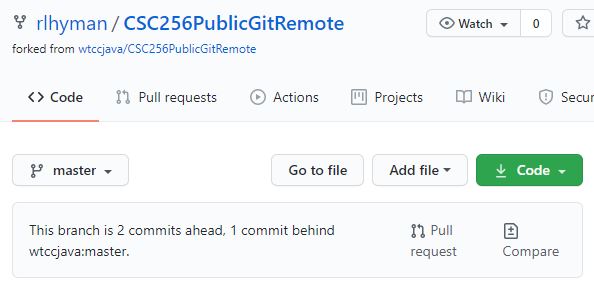 rlhyman / CSC256PublicGitRemote
Watch 0
forked from wtccjava/CSC256PublicGitRemote
Code Pull requests Actions Projects Wiki
master Go to file Add file Code
This branch is 2 commits ahead, 1 commit behind
wtccjava:master.
Pull
request
Compare